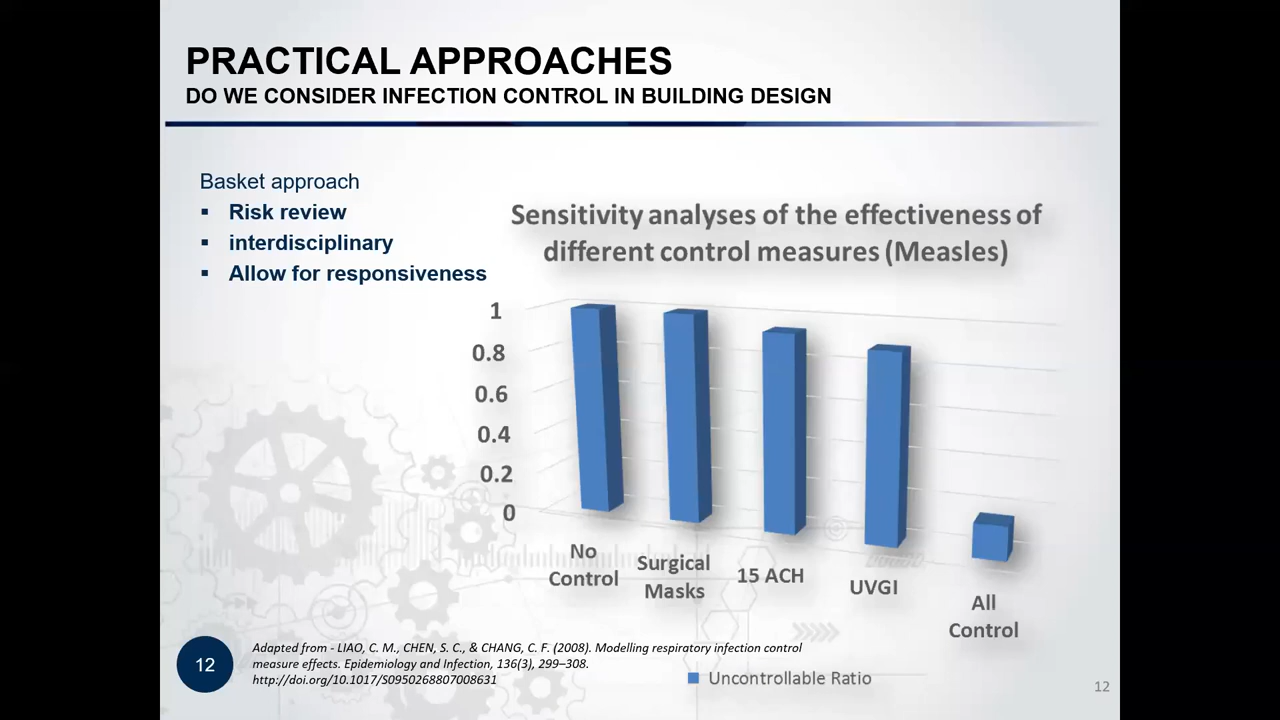 PRACTICAL APPROACHES
DO WE CONSIDER INFECTION CONTROL IN BUILDING DESIGN
Basket approach
▪ Risk review
▪ interdisciplinary
▪ Allow for responsiveness
Sensitivity analyses of the effectiveness of
different control measures (Measles)
1
0.8
0.6
0.4
0.2
0
No
Control
Surgical
Masks
15 ACH
UVGI
All
Control
Uncontrollable Ratio
Adapted from - LIAO, C. M., CHEN, S. C., & CHANG, C. F. (2008). Modelling respiratory infection control
measure effects. Epidemiology and Infection, 136(3), 299–308.
http://doi.org/10.1017/S0950268807008631
12
12